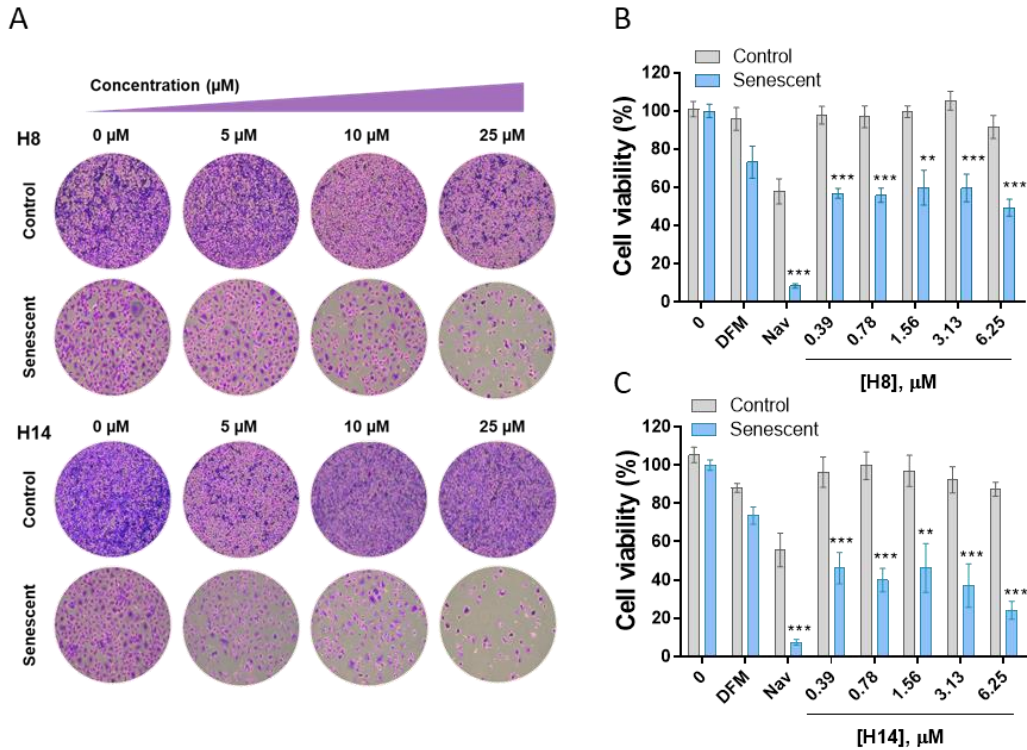 A
Concentration (µM)
0 µM 5 µM 10 µM 25 µM
H8
Control
Senescent
0 µM 5 µM 10 µM 25 µM
H14
Control
Senescent
B
Control
Senescent
Cell viability (%)
120
100
80
60
40
20
0
*** *** *** ** *** ***
0 DFM Nav 0.39 0.78 1.56 3.13 6.25
[H8], µM
C
Control
Senescent
Cell viability (%)
120
100
80
60
40
20
0
*** *** *** ** *** ***
0 DFM Nav 0.39 0.78 1.56 3.13 6.25
[H14], µM